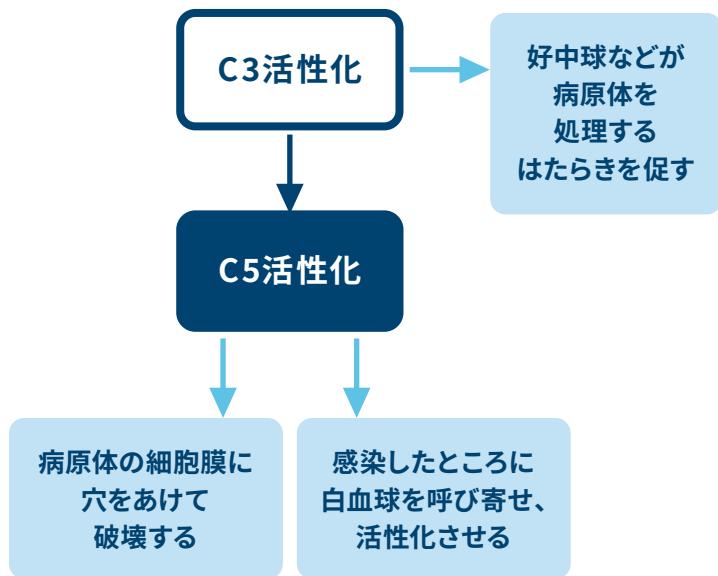 C3活性化
好中球などが
病原体を
処理する
はたらきを促す
C5活性化
病原体の細胞膜に
穴をあけて
破壊する
感染したところに
白血球を呼び寄せ、
活性化させる